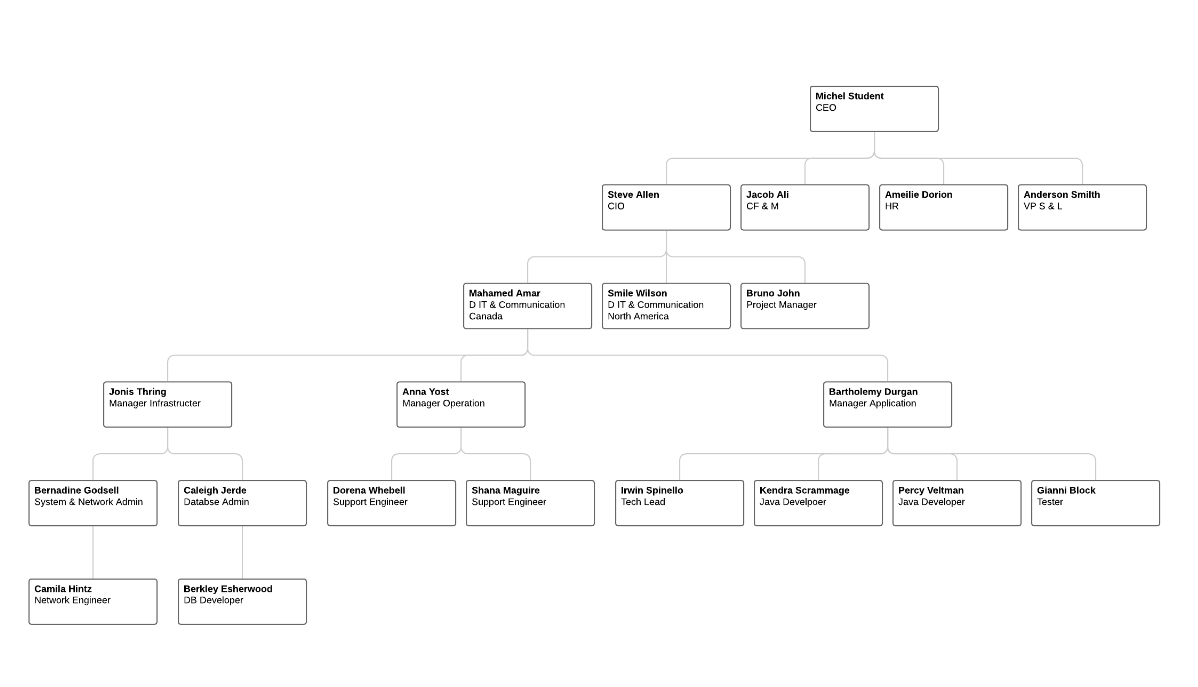 Michel Student
CEO
Steve Allen
CIO
Jacob Ali
CF & M
Ameilie Dorion
HR
Anderson Smilth
VP S & L
Mahamed Amar
D IT & Communication
Canada
Smile Wilson
D IT & Communication
North America
Bruno John
Project Manager
Jonis Thring
Manager Infrastructer
Anna Yost
Manager Operation
Bartholemy Durgan
Manager Application
Bernadine Godsell
System & Network Admin
Caleigh Jerde
Databse Admin
Dorena Whebell
Support Engineer
Shana Maguire
Support Engineer
Irwin Spinello
Tech Lead
Kendra Scrammage
Java Develpoer
Percy Veltman
Java Developer
Gianni Block
Tester
Camila Hintz
Network Engineer
Berkley Esherwood
DB Developer